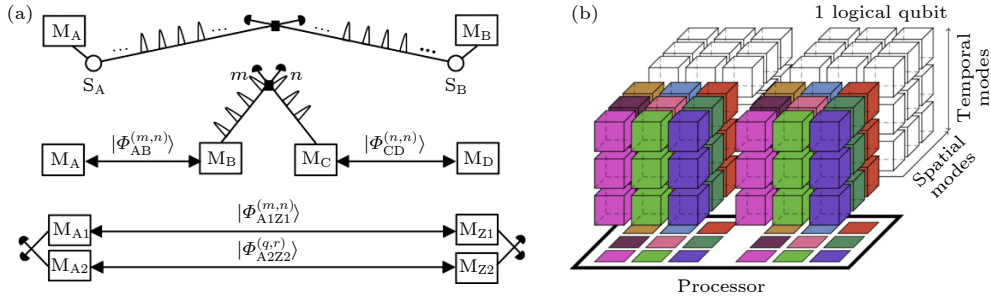 (a)
M_A
M_B
S_A
S_B
m
n
|Φ_AB^(m,n)⟩
|Φ_CD^(n,n)⟩
M_A
M_B
M_C
M_D
|Φ_A1Z1^(m,n)⟩
M_A1
M_Z1
|Φ_A2Z2^(q,r)⟩
M_A2
M_Z2
(b)
1 logical qubit
Temporal
modes
Spatial
modes
Processor